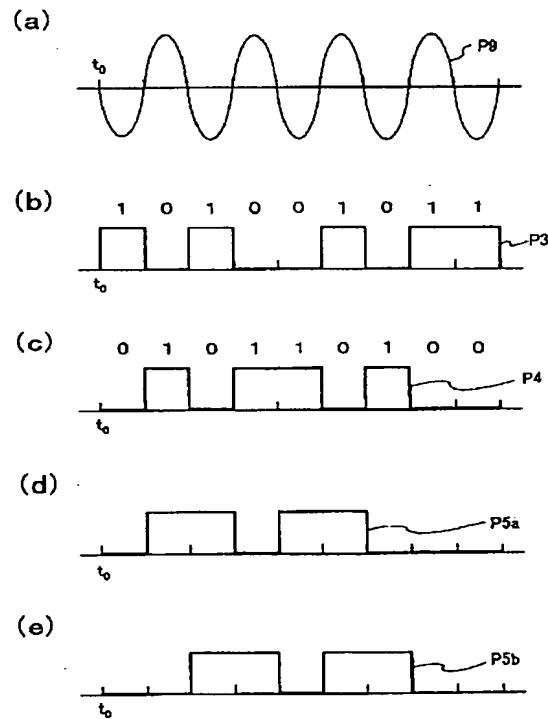 (a)
P9
t₀
(b)
1 0 1 0 0 1 0 1 1
P3
t₀
(c)
0 1 0 1 1 0 1 0 0
P4
t₀
(d)
P5a
t₀
(e)
P5b
t₀